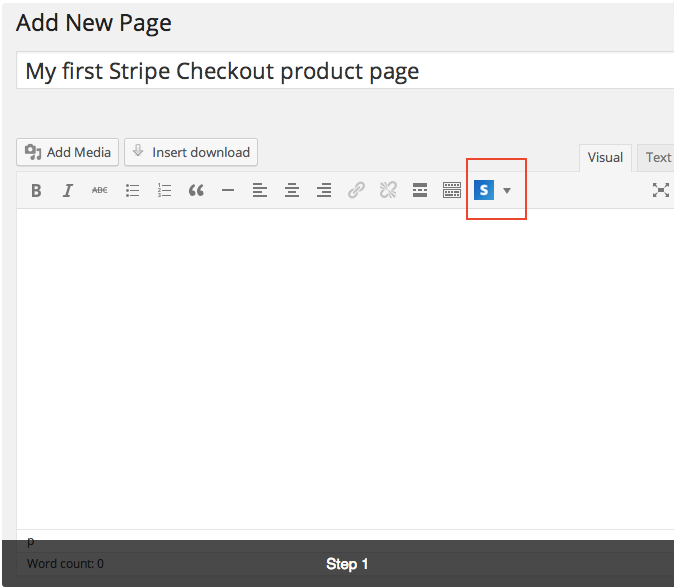 Add New Page
My first Stripe Checkout product page
Add Media Insert download Visual Text
B I ABC S
p
Word count: 0 Step 1